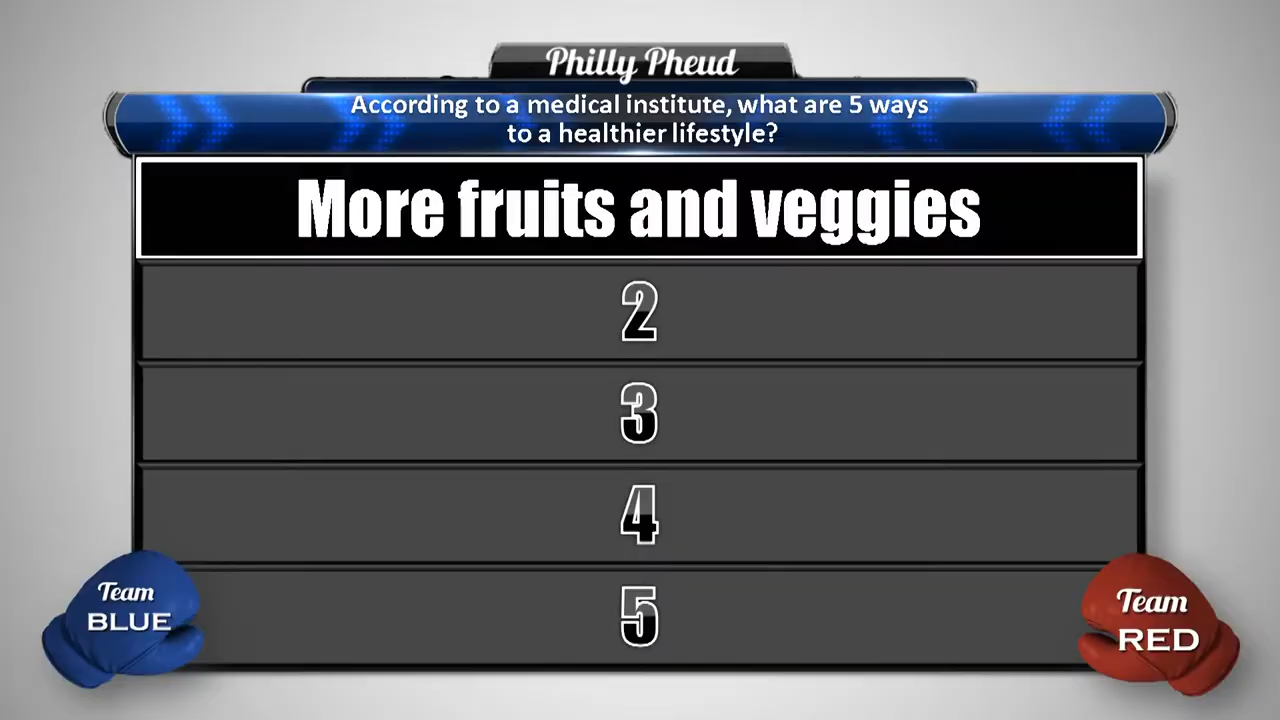 Philly Pheud
According to a medical institute, what are 5 ways
to a healthier lifestyle?
More fruits and veggies
2
3
4
5
Team
BLUE
Team
RED